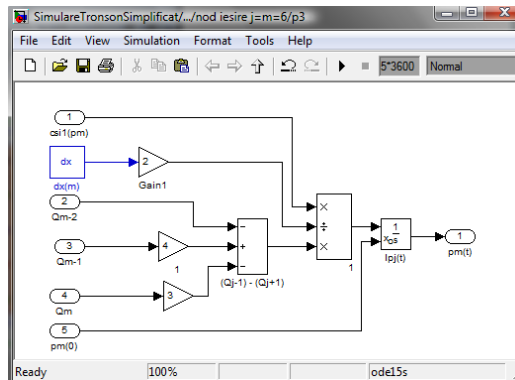 SimulareTronsonSimplificat/.../nod iesire j=m=6/p3
File Edit View Simulation Format Tools Help
5*3600 Normal
1
csi1(pm)
dx
dx(m)
2
Gain1
2
Qm-2
3
Qm-1
4
1
4
Qm
3
5
pm(0)
−
+
−
(Qj-1) - (Qj+1)
×
÷
×
1
1
s
xo
Ipj(t)
1
pm(t)
Ready 100% ode15s